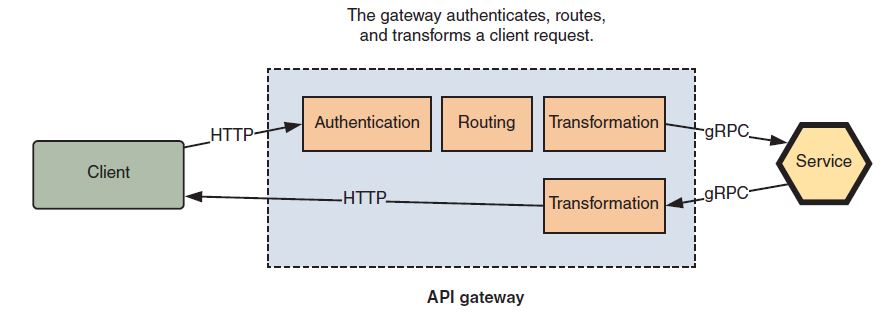 The gateway authenticates, routes,
and transforms a client request.
Authentication
Routing
Transformation
HTTP
gRPC
Client
Service
HTTP
Transformation
gRPC
API gateway